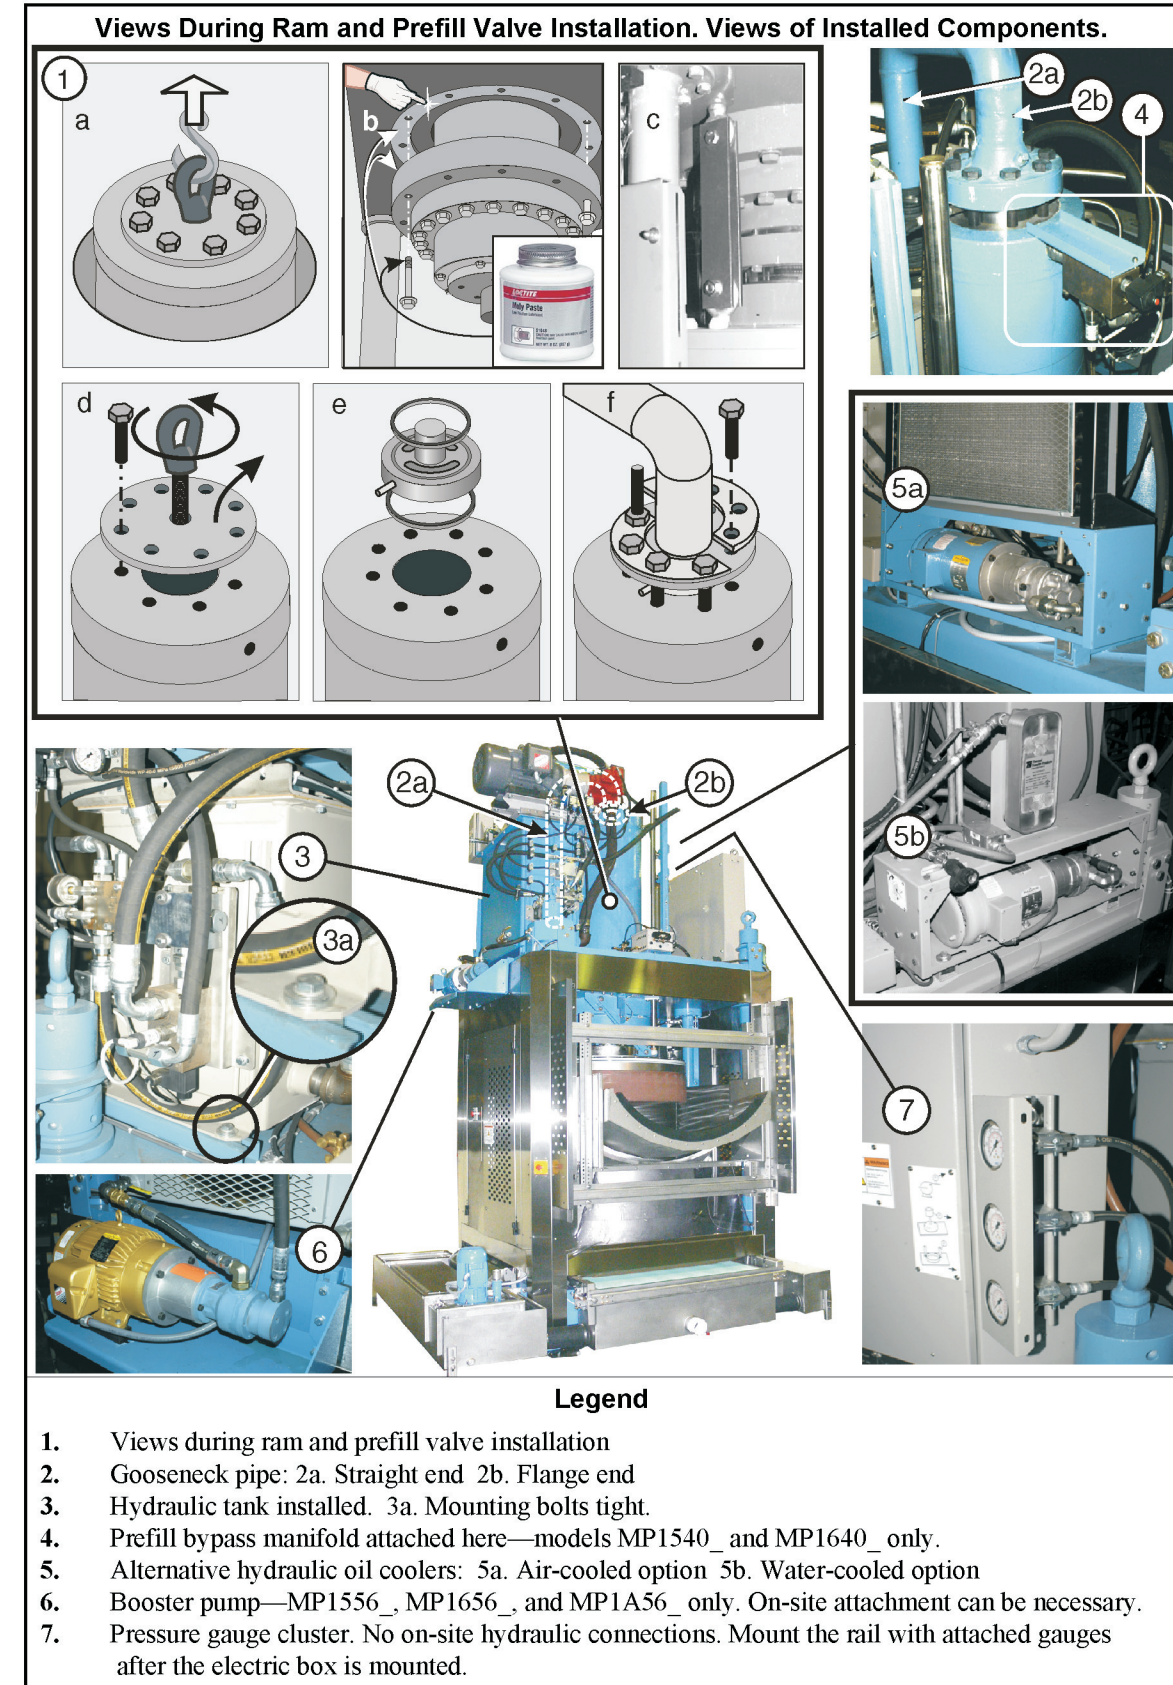 Views During Ram and Prefill Valve Installation. Views of Installed Components.
1
a
b
c
LOCTITE
Moly Paste
d
e
f
2a
2b
4
5a
5b
2a
2b
3
3a
6
7
Legend
1. Views during ram and prefill valve installation
2. Gooseneck pipe: 2a. Straight end 2b. Flange end
3. Hydraulic tank installed. 3a. Mounting bolts tight.
4. Prefill bypass manifold attached here—models MP1540_ and MP1640_ only.
5. Alternative hydraulic oil coolers: 5a. Air-cooled option 5b. Water-cooled option
6. Booster pump—MP1556_, MP1656_, and MP1A56_ only. On-site attachment can be necessary.
7. Pressure gauge cluster. No on-site hydraulic connections. Mount the rail with attached gauges
after the electric box is mounted.